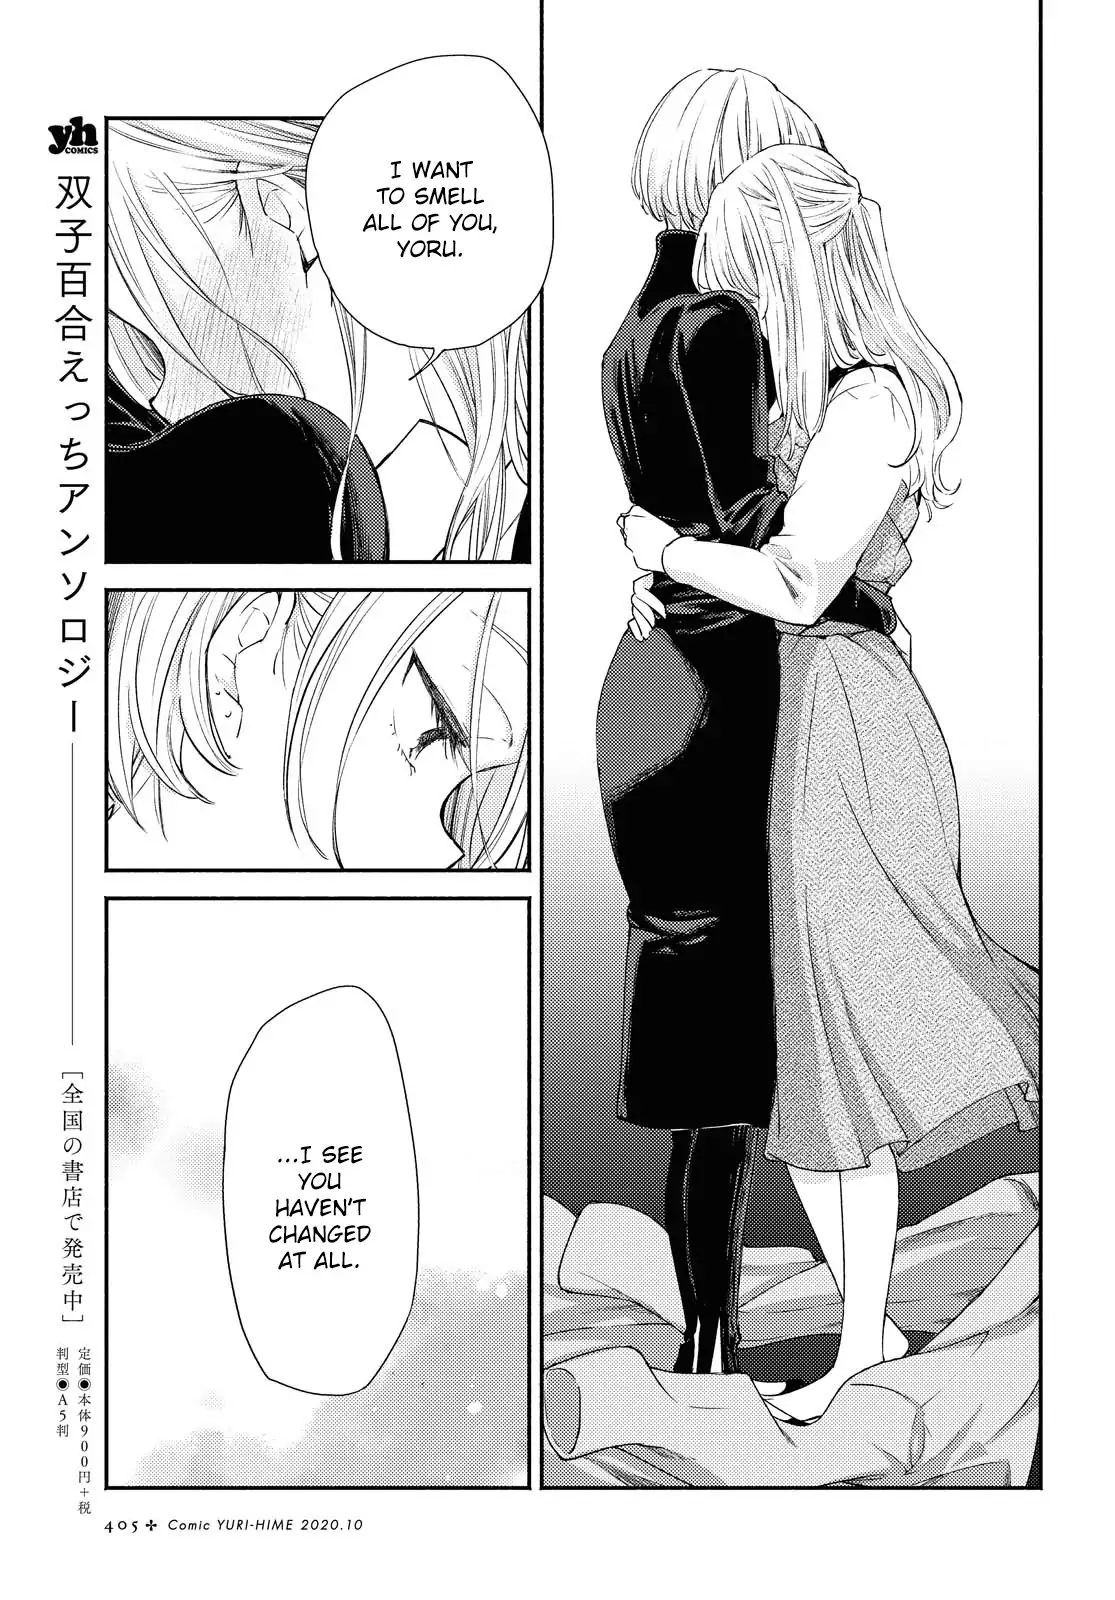 I WANT
TO SMELL
ALL OF YOU,
YORU.
...I SEE
YOU
HAVEN'T
CHANGED
AT ALL.
yh
COMICS
双子百合えっちアンソロジー
[全国の書店で発売中]
定価◉本体900円+税
判型◉A5判
405✣ Comic YURI-HIME 2020.10